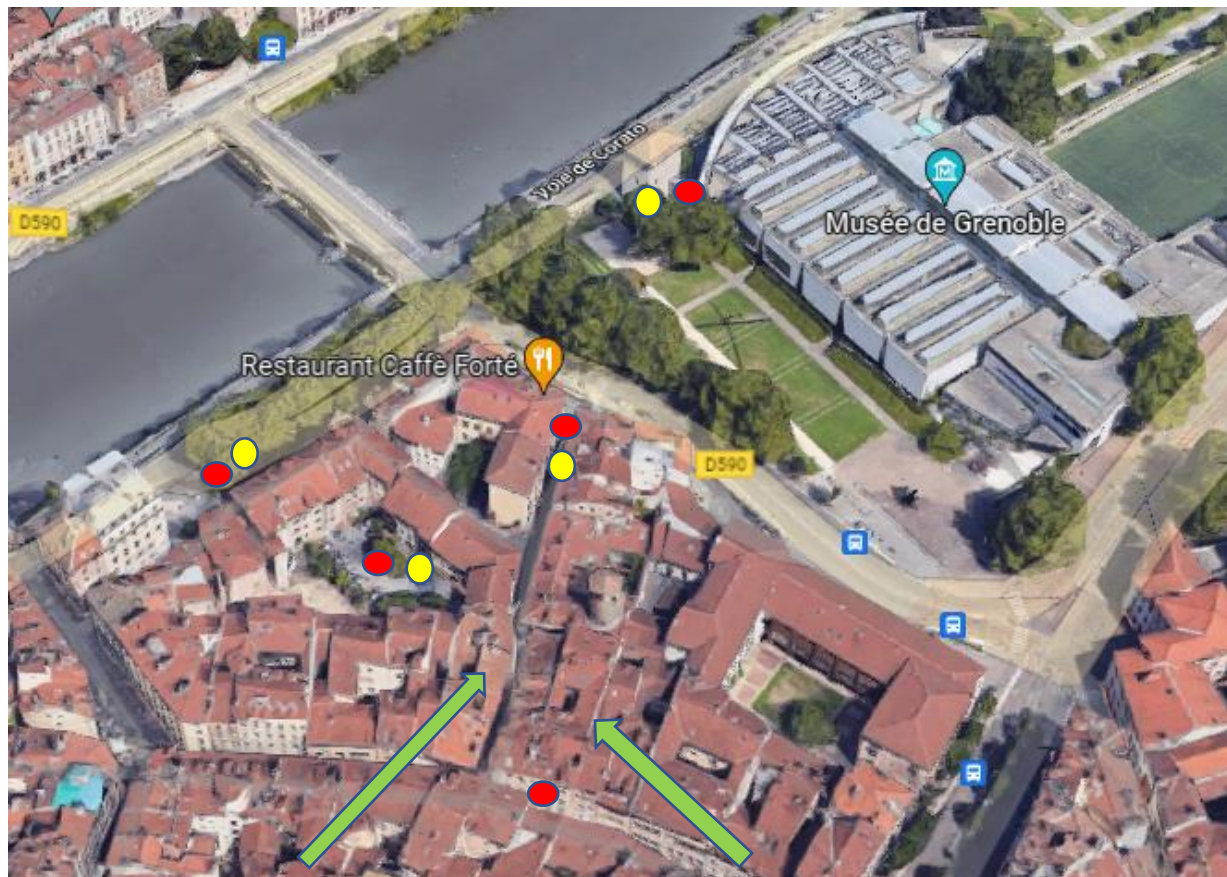 D590
Voie de Corato
Musée de Grenoble
Restaurant Caffè Forté
D590